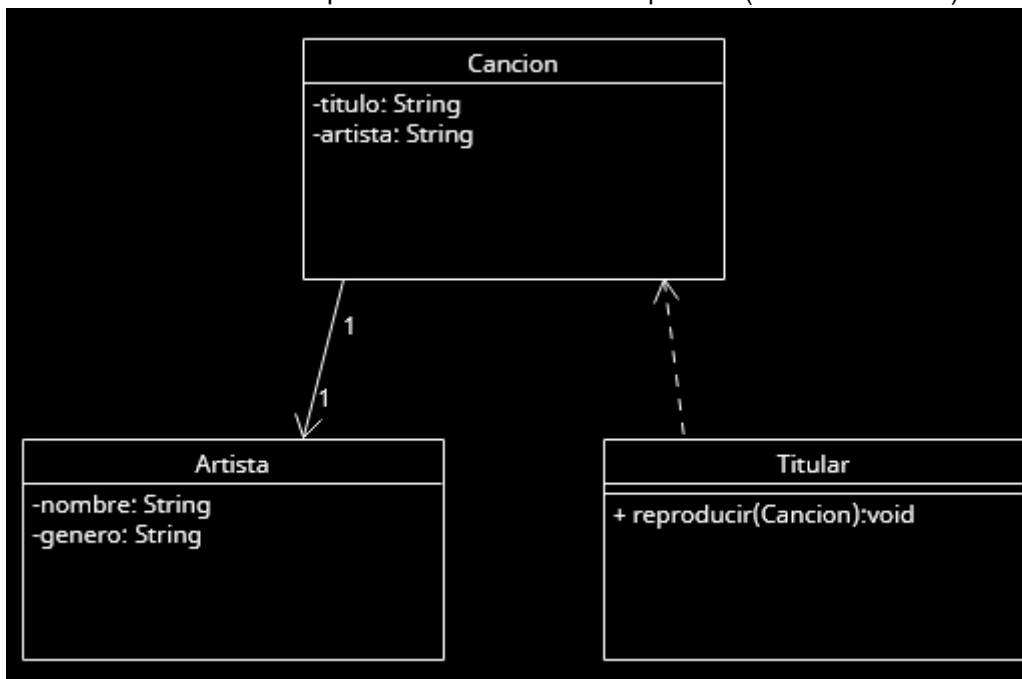 Cancion
-titulo: String
-artista: String
1
1
Artista
-nombre: String
-genero: String
Titular
+ reproducir(Cancion):void